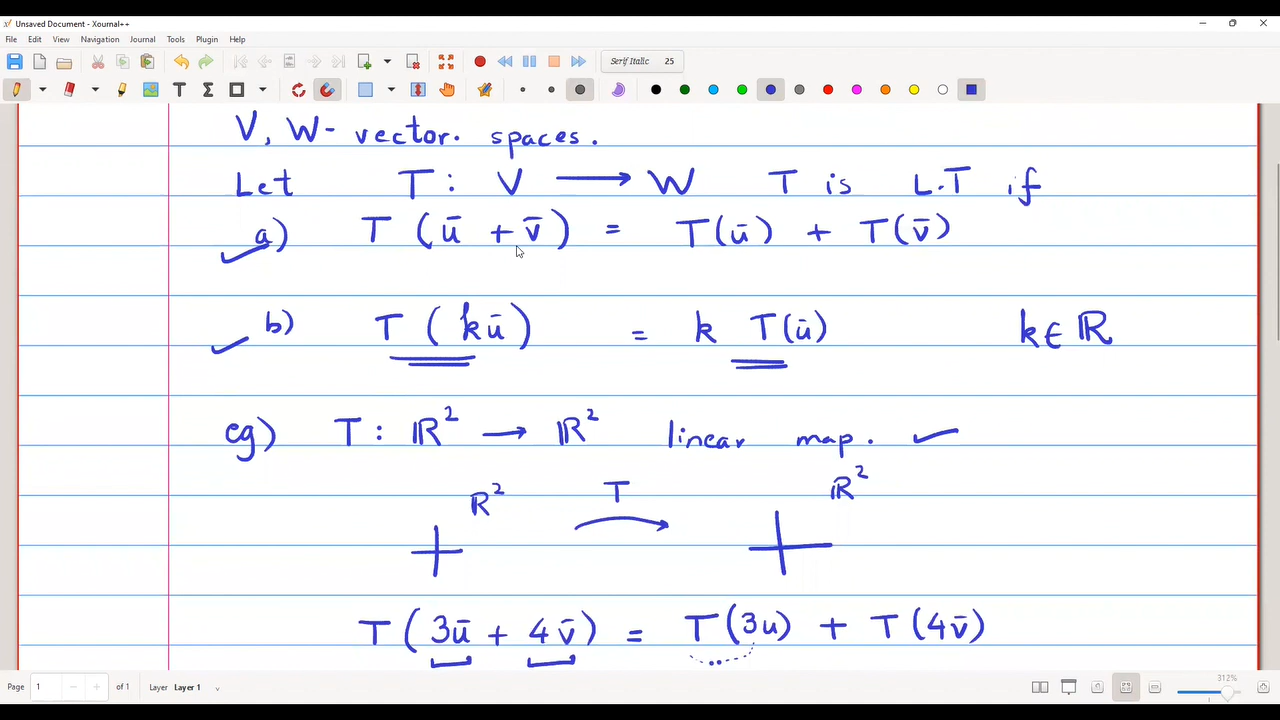 Unsaved Document - Xournal++
File Edit View Navigation Journal Tools Plugin Help
Serif Italic 25
V, W - vector. spaces.
Let T : V ⟶ W T is L.T if
a) T ( ū + v̄ ) = T(ū) + T(v̄)
b) T ( kū ) = k T(ū) k ∈ ℝ
eg) T : ℝ² → ℝ² linear map.
ℝ² T ℝ²
T ( 3ū + 4v̄ ) = T(3u) + T(4v̄)
Page 1 of 1 Layer Layer 1 312%